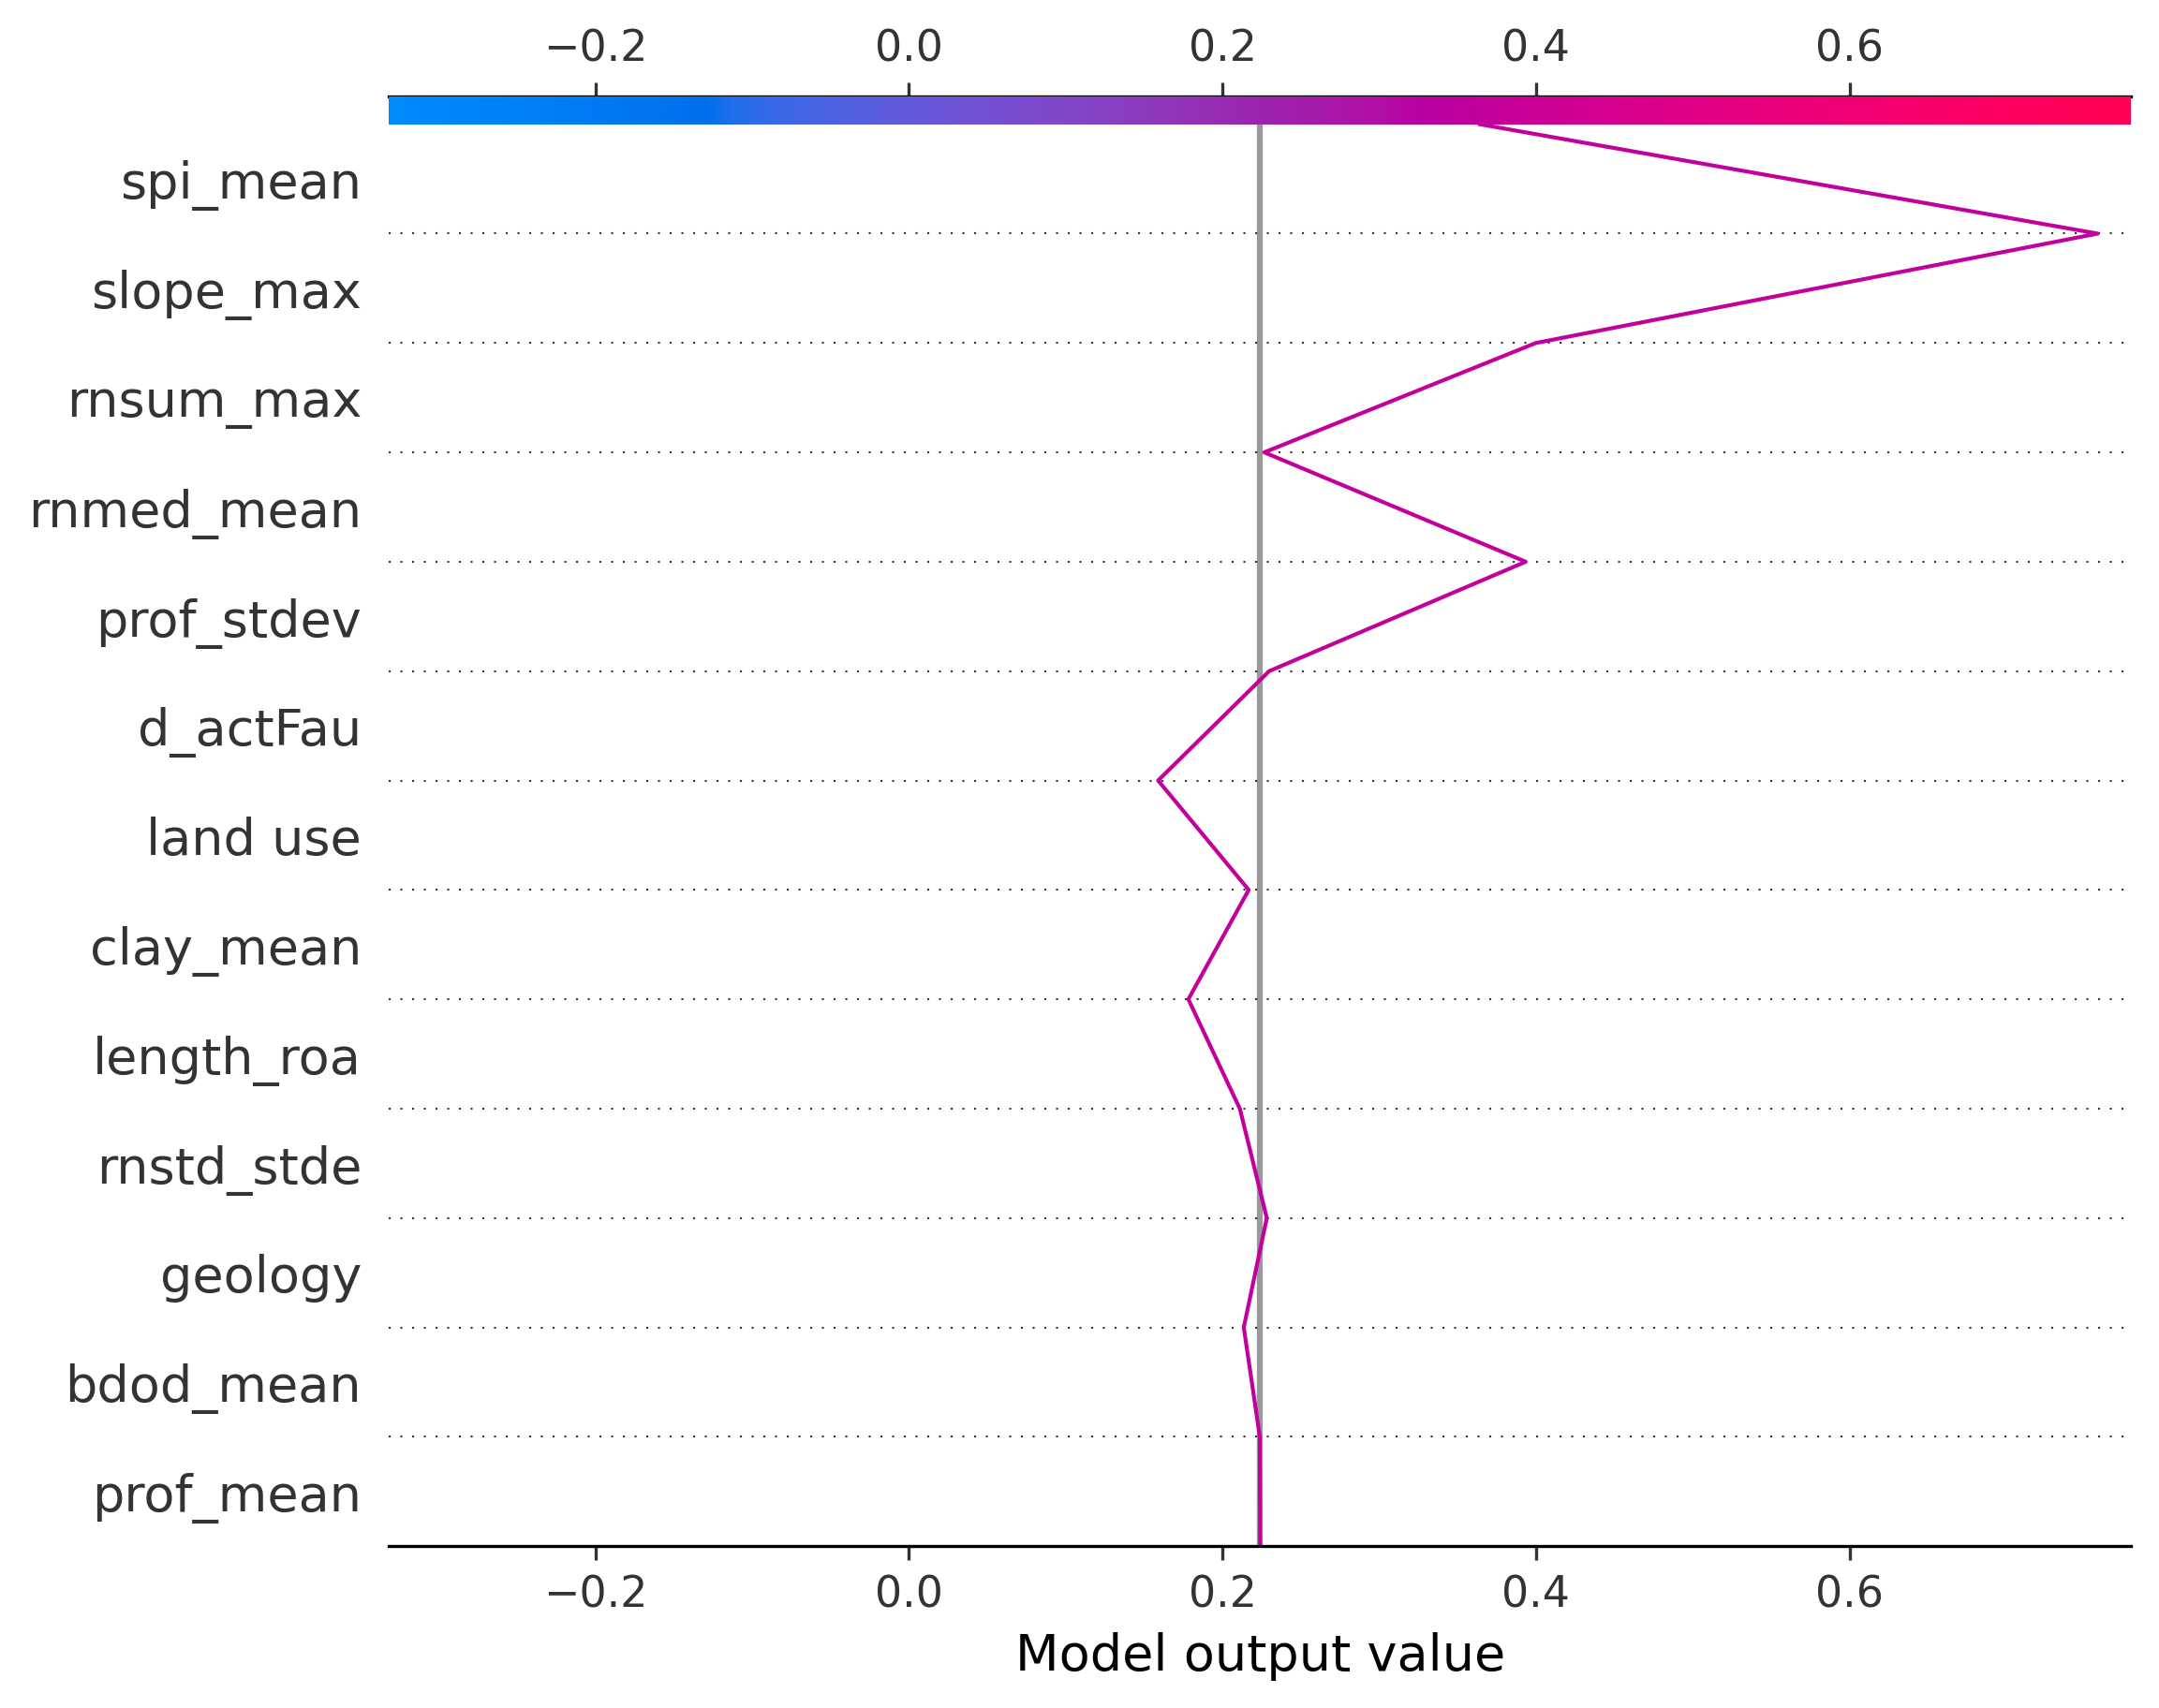 −0.2 0.0 0.2 0.4 0.6
spi_mean
slope_max
rnsum_max
rnmed_mean
prof_stdev
d_actFau
land use
clay_mean
length_roa
rnstd_stde
geology
bdod_mean
prof_mean
−0.2 0.0 0.2 0.4 0.6
Model output value